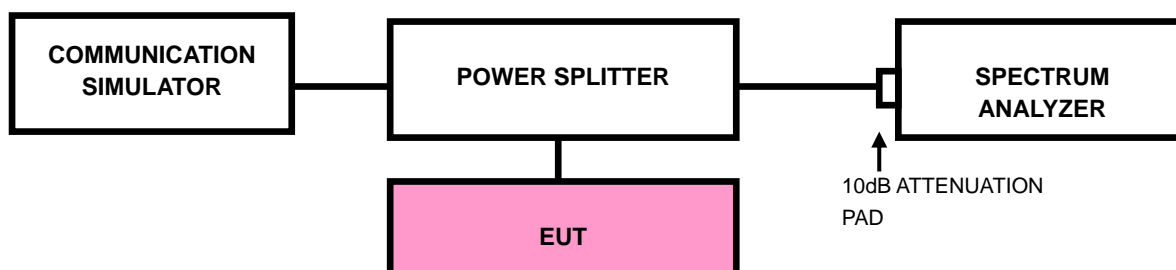 COMMUNICATION
SIMULATOR
POWER SPLITTER
SPECTRUM
ANALYZER
10dB ATTENUATION
PAD
EUT